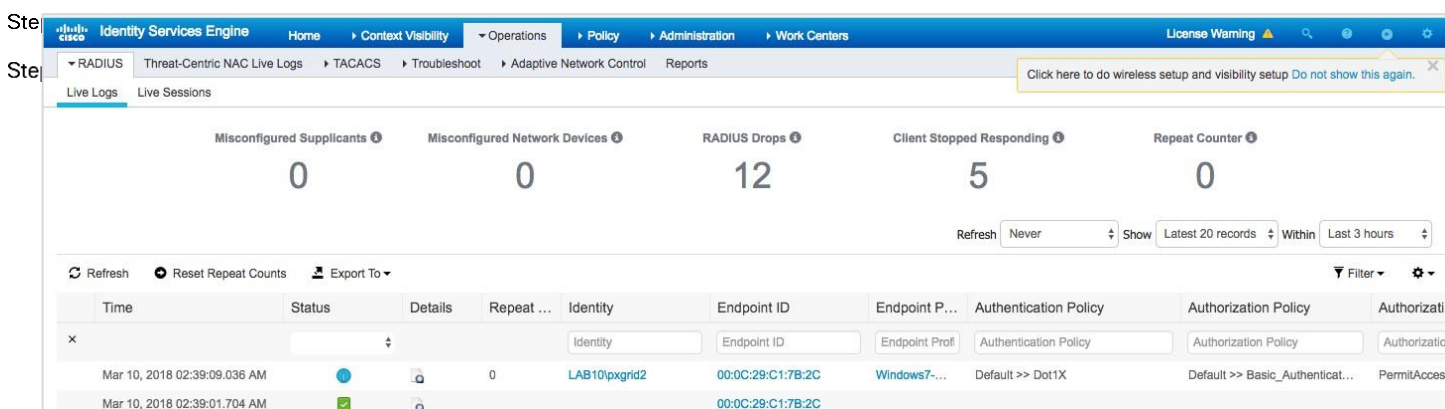 Step
cisco Identity Services Engine Home Context Visibility Operations Policy Administration Work Centers License Warning
Step
RADIUS Threat-Centric NAC Live Logs TACACS Troubleshoot Adaptive Network Control Reports
Click here to do wireless setup and visibility setup Do not show this again.
Live Logs Live Sessions
Misconfigured Supplicants Misconfigured Network Devices RADIUS Drops Client Stopped Responding Repeat Counter
0 0 12 5 0
Refresh Never Show Latest 20 records Within Last 3 hours
Refresh Reset Repeat Counts Export To Filter
Time Status Details Repeat ... Identity Endpoint ID Endpoint P... Authentication Policy Authorization Policy Authorizati
× Identity Endpoint ID Endpoint Profi Authentication Policy Authorization Policy Authorizatio
Mar 10, 2018 02:39:09.036 AM 0 LAB10\pxgrid2 00:0C:29:C1:7B:2C Windows7-... Default >> Dot1X Default >> Basic_Authenticat... PermitAcces
Mar 10, 2018 02:39:01.704 AM 00:0C:29:C1:7B:2C